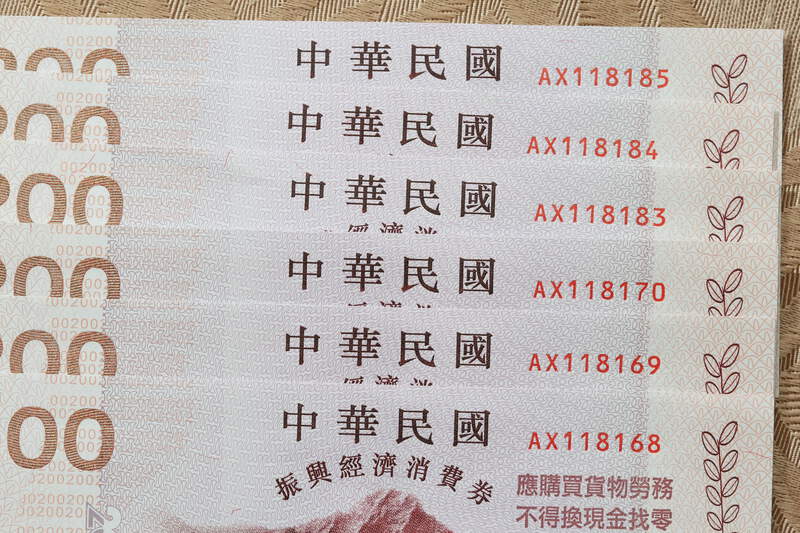 中華民國 AX118185
中華民國 AX118184
中華民國 AX118183
中華民國 AX118170
中華民國 AX118169
中華民國 AX118168
200
振興經濟消費券
應購買貨物勞務
不得換現金找零